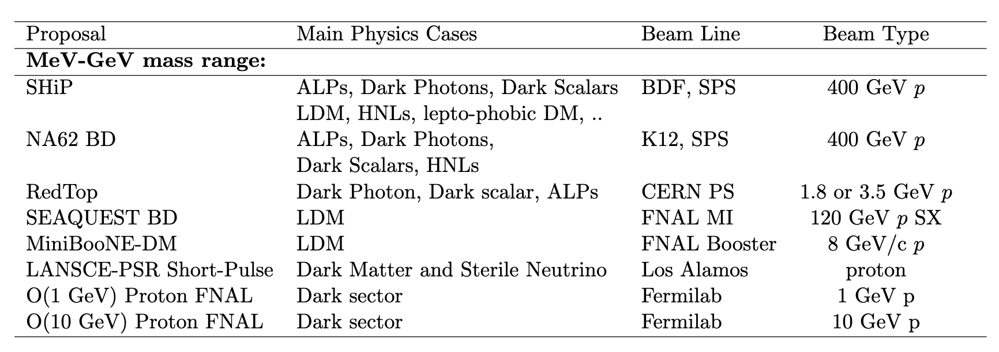 Proposal Main Physics Cases Beam Line Beam Type
MeV-GeV mass range:
SHiP ALPs, Dark Photons, Dark Scalars BDF, SPS 400 GeV p
LDM, HNLs, lepto-phobic DM, ..
NA62 BD ALPs, Dark Photons, K12, SPS 400 GeV p
Dark Scalars, HNLs
RedTop Dark Photon, Dark scalar, ALPs CERN PS 1.8 or 3.5 GeV p
SEAQUEST BD LDM FNAL MI 120 GeV p SX
MiniBooNE-DM LDM FNAL Booster 8 GeV/c p
LANSCE-PSR Short-Pulse Dark Matter and Sterile Neutrino Los Alamos proton
O(1 GeV) Proton FNAL Dark sector Fermilab 1 GeV p
O(10 GeV) Proton FNAL Dark sector Fermilab 10 GeV p